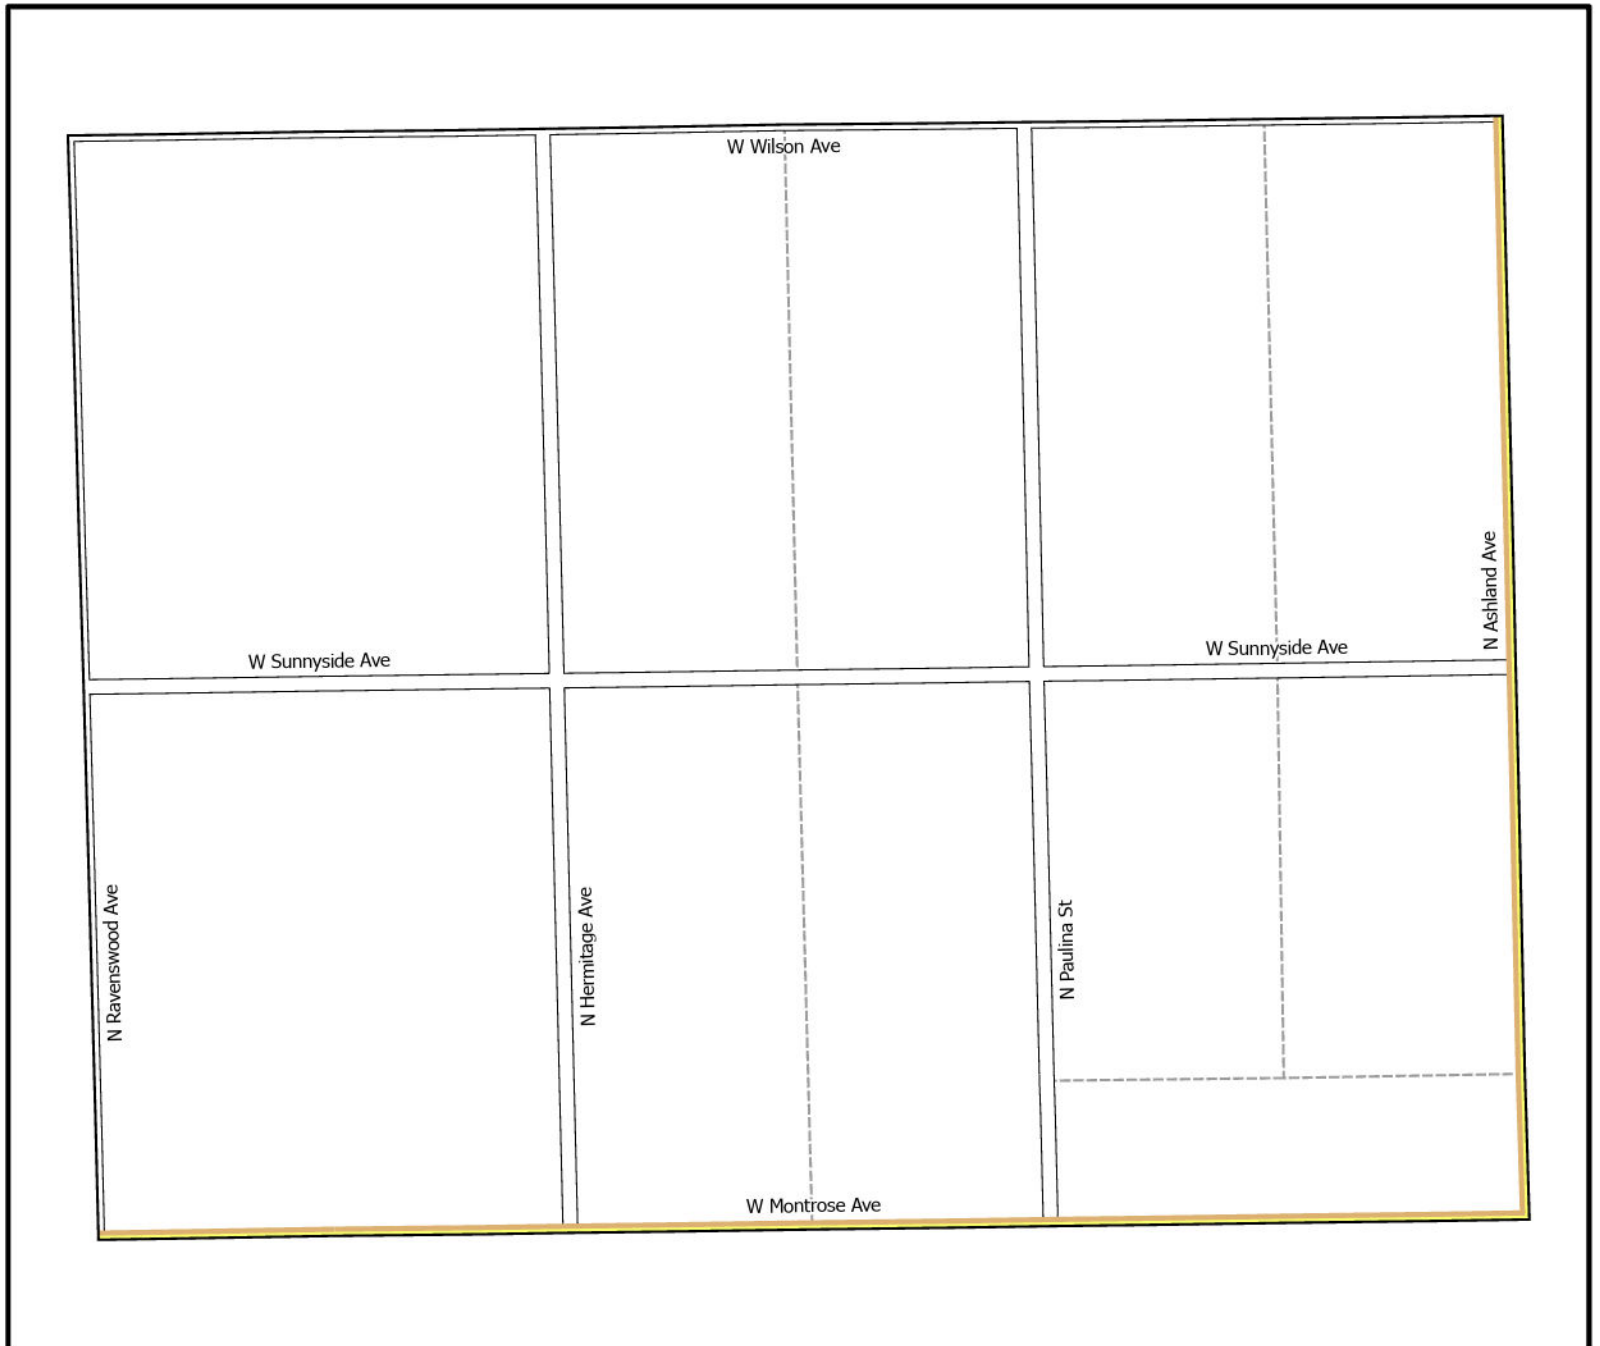 W Wilson Ave
N Ashland Ave
W Sunnyside Ave
W Sunnyside Ave
N Ravenswood Ave
N Hermitage Ave
N Paulina St
W Montrose Ave